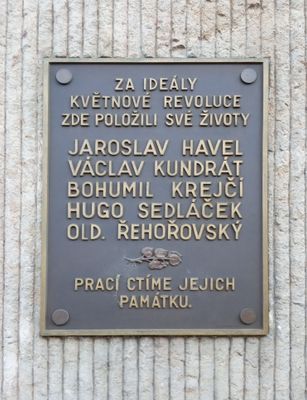 ZA IDEÁLY
KVĚTNOVÉ REVOLUCE
ZDE POLOŽILI SVÉ ŽIVOTY
JAROSLAV HAVEL
VÁCLAV KUNDRÁT
BOHUMIL KREJČÍ
HUGO SEDLÁČEK
OLD. ŘEHOŘOVSKÝ
PRACÍ CTÍME JEJICH
PAMÁTKU.